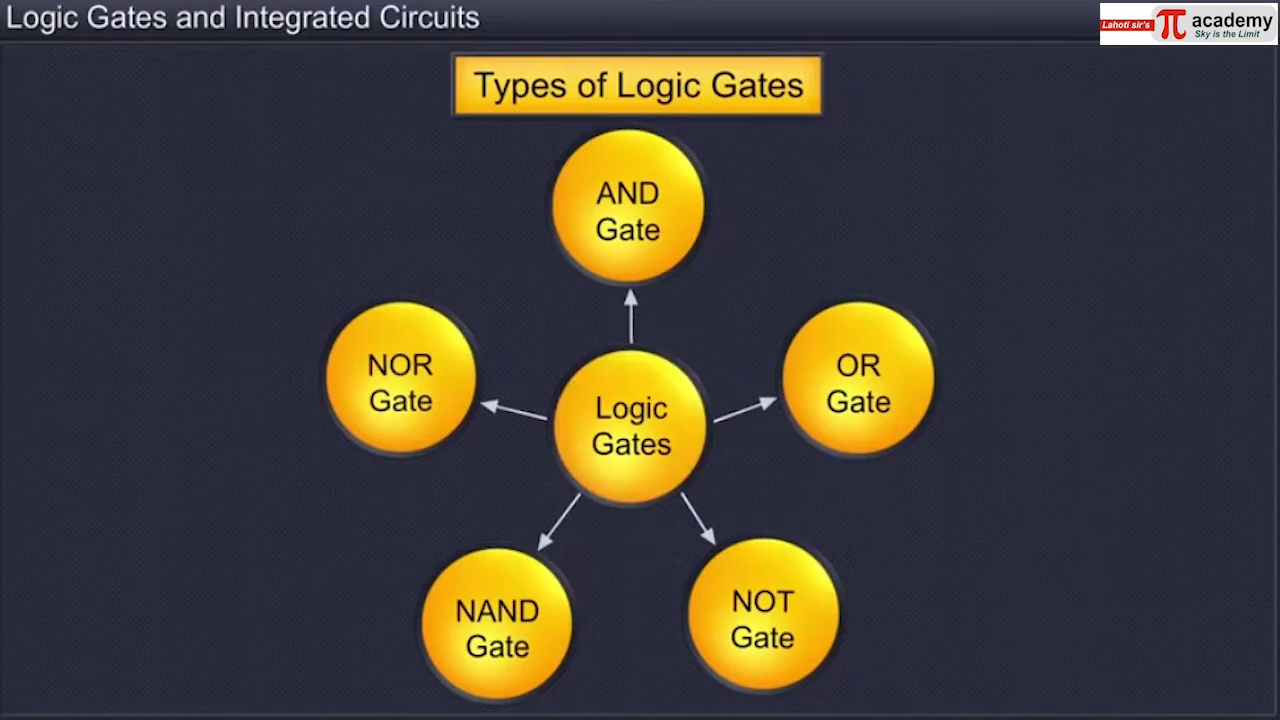 Logic Gates and Integrated Circuits
Lahoti sir's
π academy
Sky is the Limit
Types of Logic Gates
AND
Gate
NOR
Gate
OR
Gate
Logic
Gates
NAND
Gate
NOT
Gate